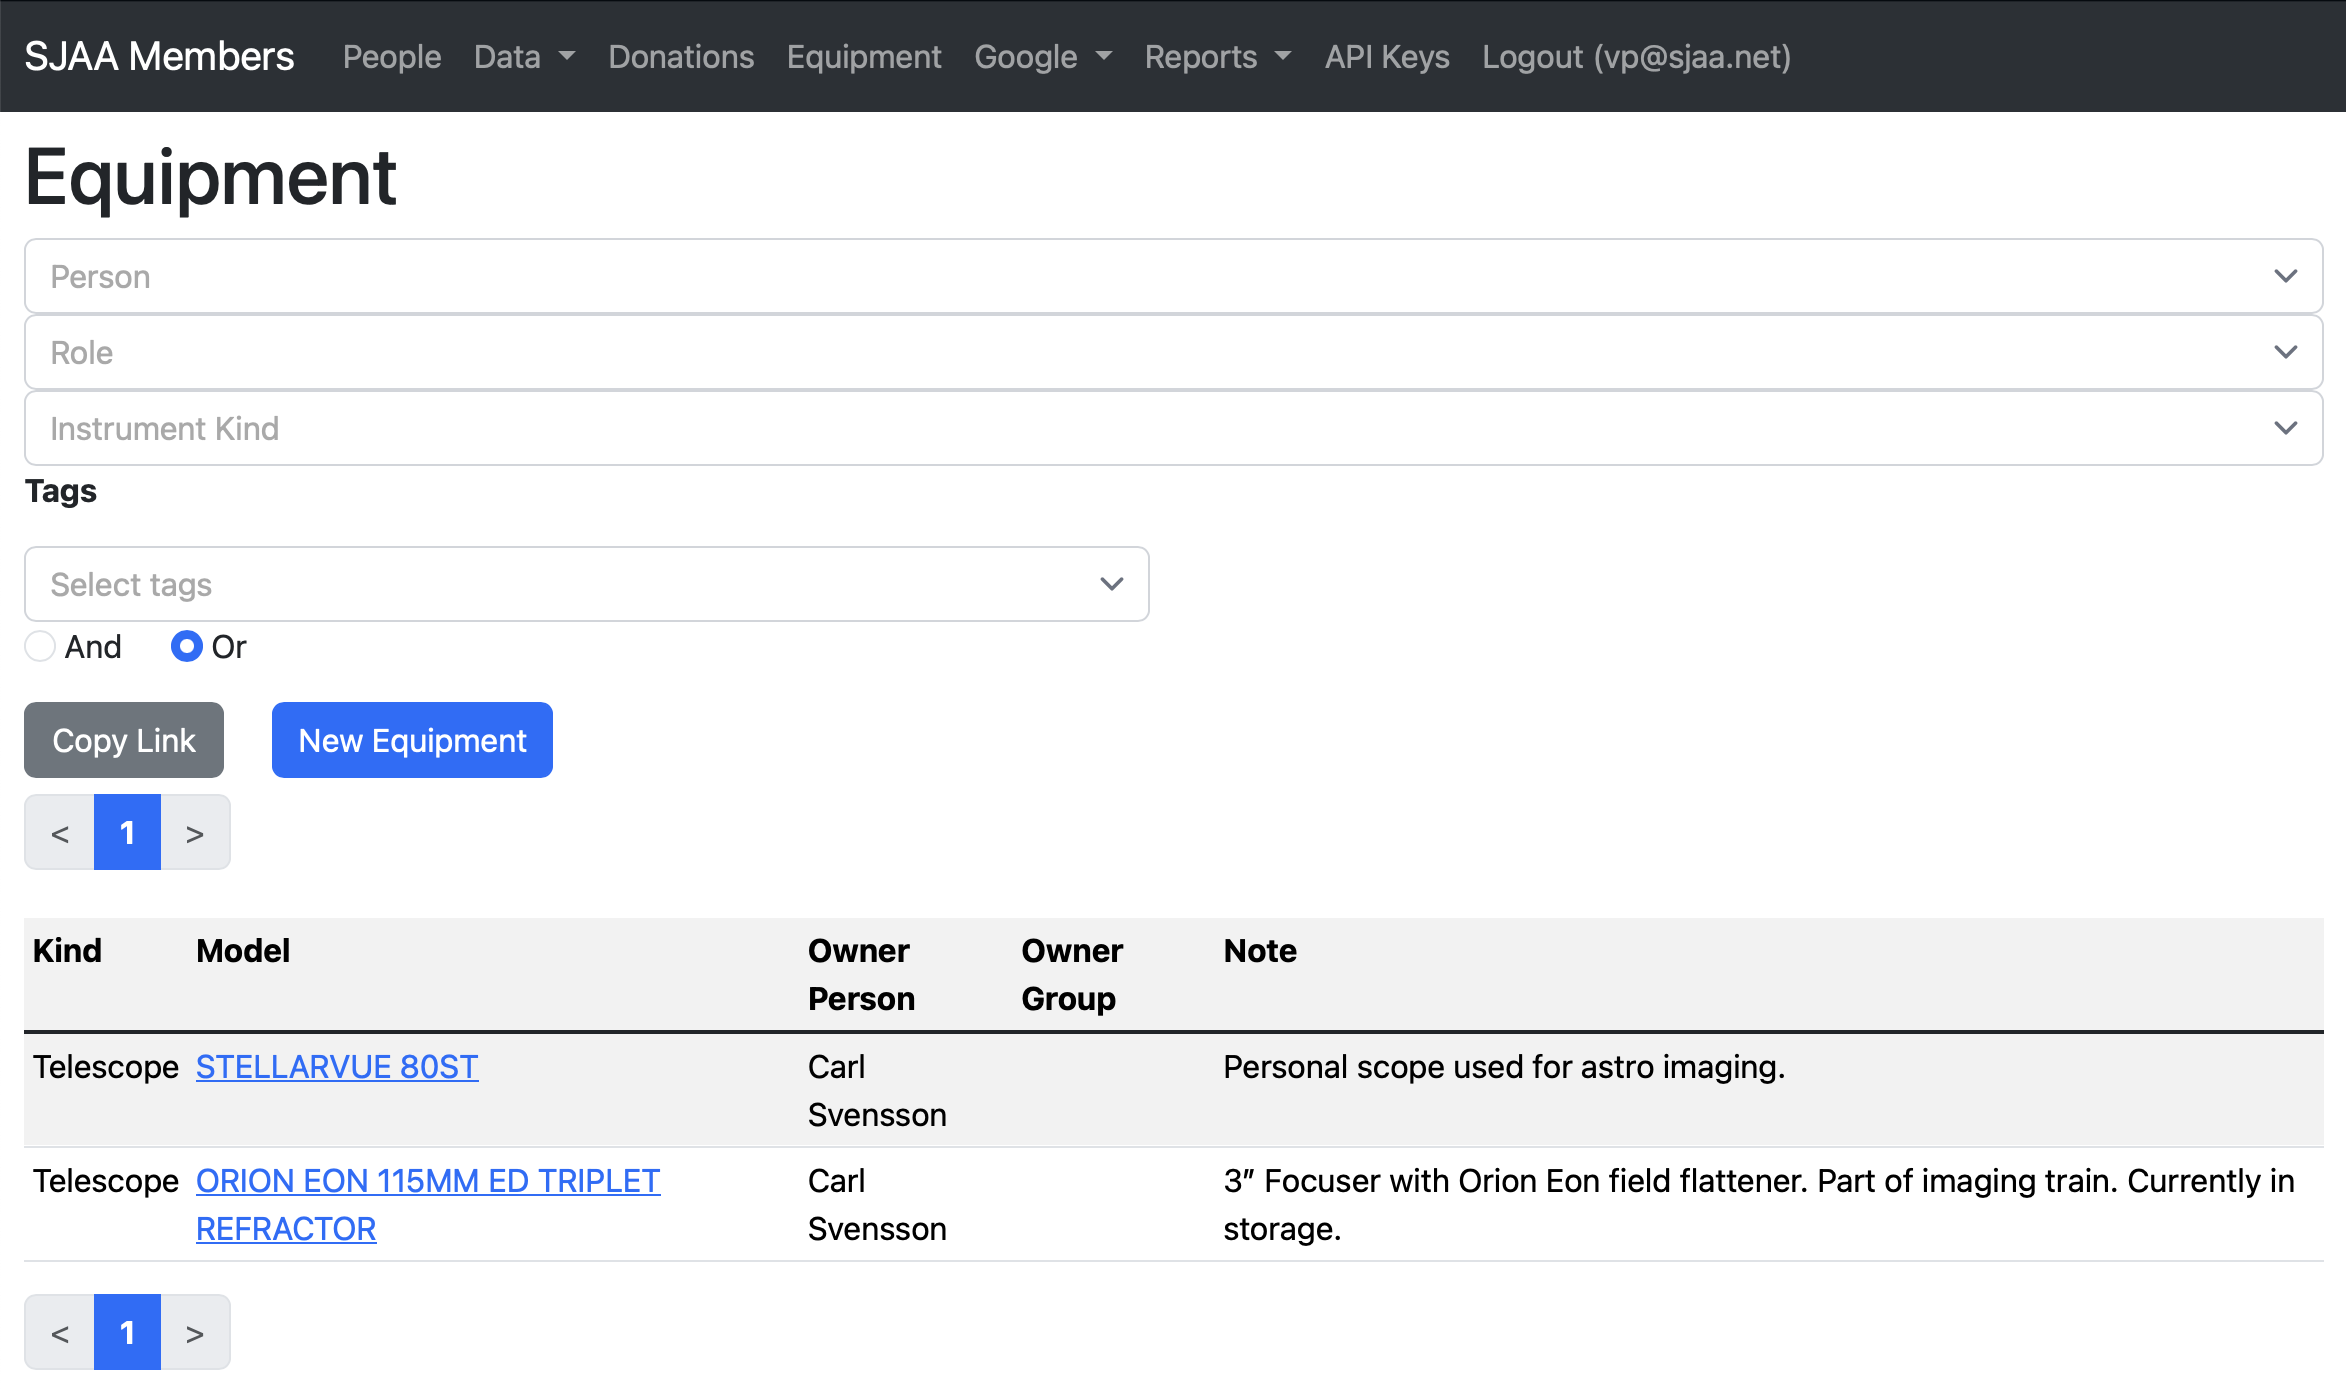 SJAA Members People Data Donations Equipment Google Reports API Keys Logout (vp@sjaa.net)
Equipment
Person
Role
Instrument Kind
Tags
Select tags
And Or
Copy Link New Equipment
< 1 >
Kind Model Owner Person Owner Group Note
Telescope STELLARVUE 80ST Carl Svensson Personal scope used for astro imaging.
Telescope ORION EON 115MM ED TRIPLET REFRACTOR Carl Svensson 3″ Focuser with Orion Eon field flattener. Part of imaging train. Currently in storage.
< 1 >